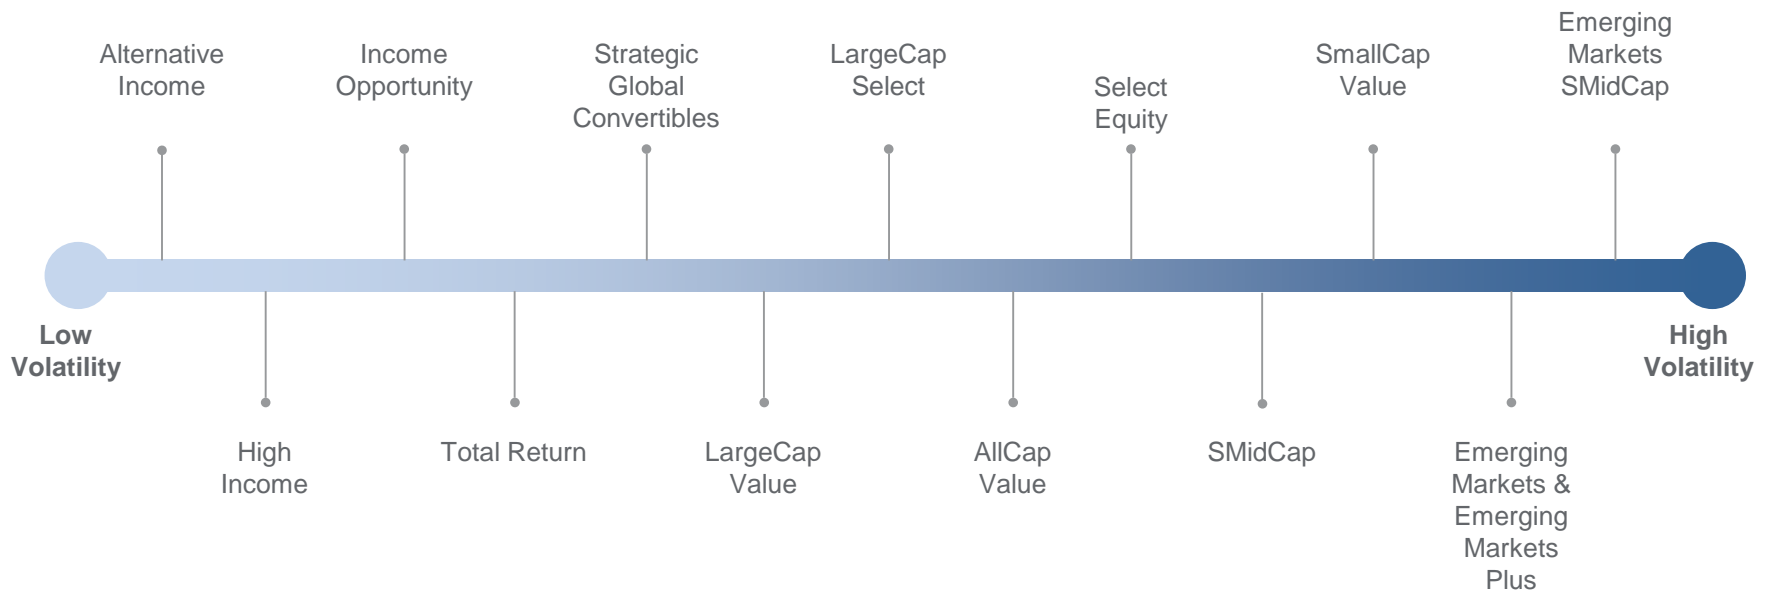 Alternative
Income
Income
Opportunity
Strategic
Global
Convertibles
LargeCap
Select
Select
Equity
SmallCap
Value
Emerging
Markets
SMidCap
Low
Volatility
High
Volatility
High
Income
Total Return
LargeCap
Value
AllCap
Value
SMidCap
Emerging
Markets &
Emerging
Markets
Plus